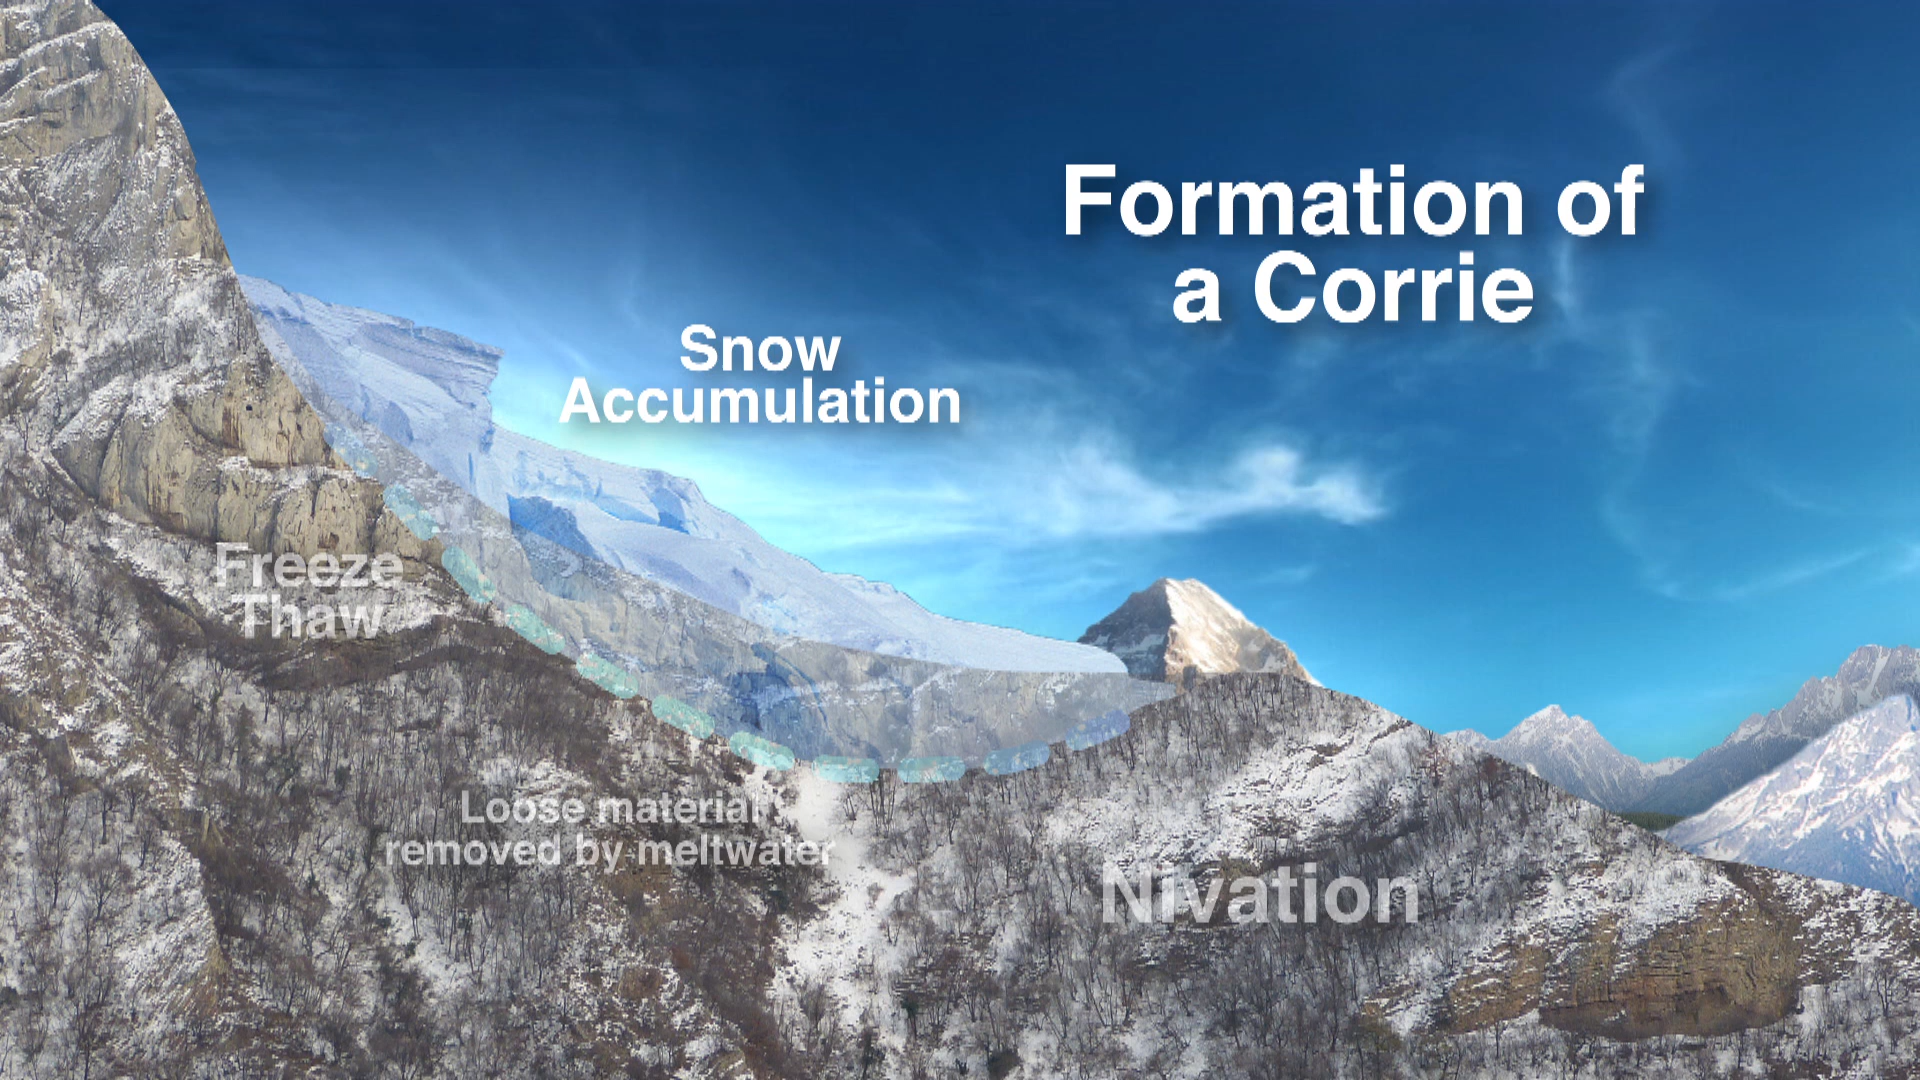 Formation of
a Corrie
Snow
Accumulation
Freeze
Thaw
Loose material
removed by meltwater
Nivation